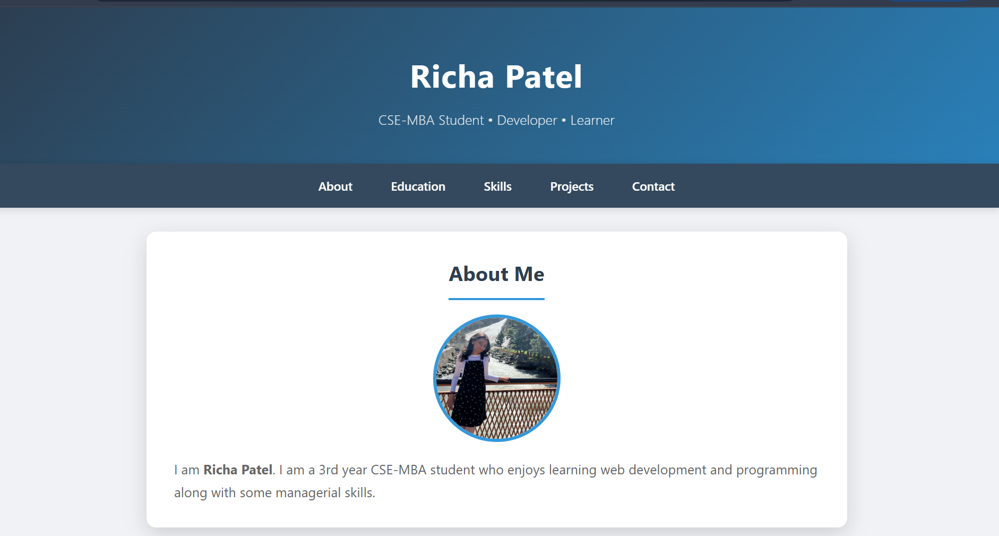 Richa Patel
CSE-MBA Student • Developer • Learner
About Education Skills Projects Contact
About Me
I am Richa Patel. I am a 3rd year CSE-MBA student who enjoys learning web development and programming
along with some managerial skills.